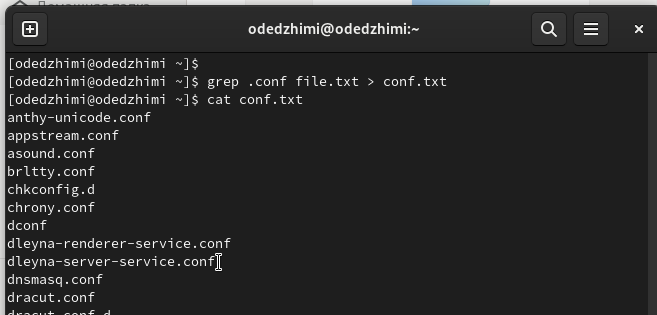 odedzhimi@odedzhimi:~
[odedzhimi@odedzhimi ~]$
[odedzhimi@odedzhimi ~]$ grep .conf file.txt > conf.txt
[odedzhimi@odedzhimi ~]$ cat conf.txt
anthy-unicode.conf
appstream.conf
asound.conf
brltty.conf
chkconfig.d
chrony.conf
dconf
dleyna-renderer-service.conf
dleyna-server-service.conf
dnsmasq.conf
dracut.conf
dracut.conf.d